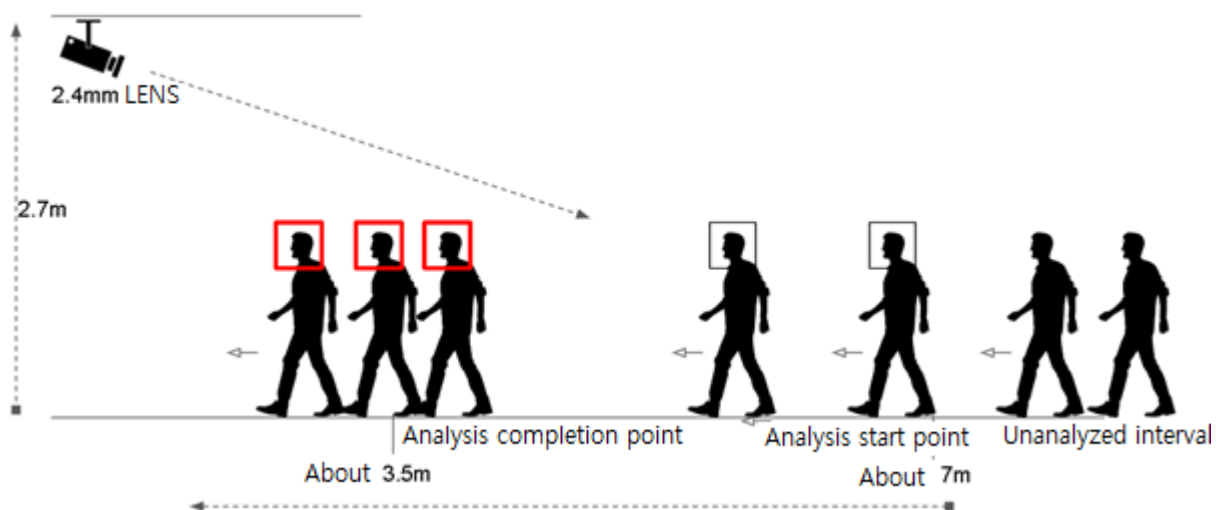 2.4mm LENS
2.7m
Analysis completion point
Analysis start point
Unanalyzed interval
About 3.5m
About 7m